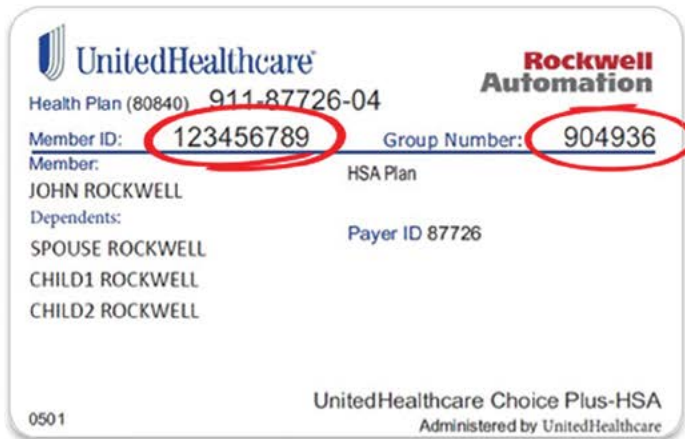 UnitedHealthcare®
Rockwell
Automation
Health Plan (80840) 911-87726-04
Member ID: 123456789 Group Number: 904936
Member: HSA Plan
JOHN ROCKWELL
Dependents:
Payer ID 87726
SPOUSE ROCKWELL
CHILD1 ROCKWELL
CHILD2 ROCKWELL
UnitedHealthcare Choice Plus-HSA
0501 Administered by UnitedHealthcare